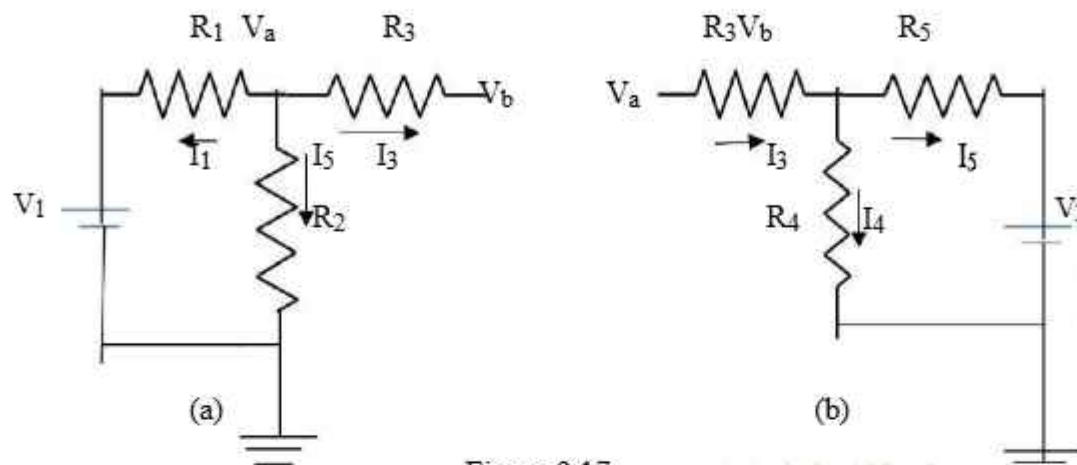 R1 Va R3 R3Vb R5
Vb Va
I1 I5 I3 I3 I5
V1 R2 R4 I4
(a) (b)